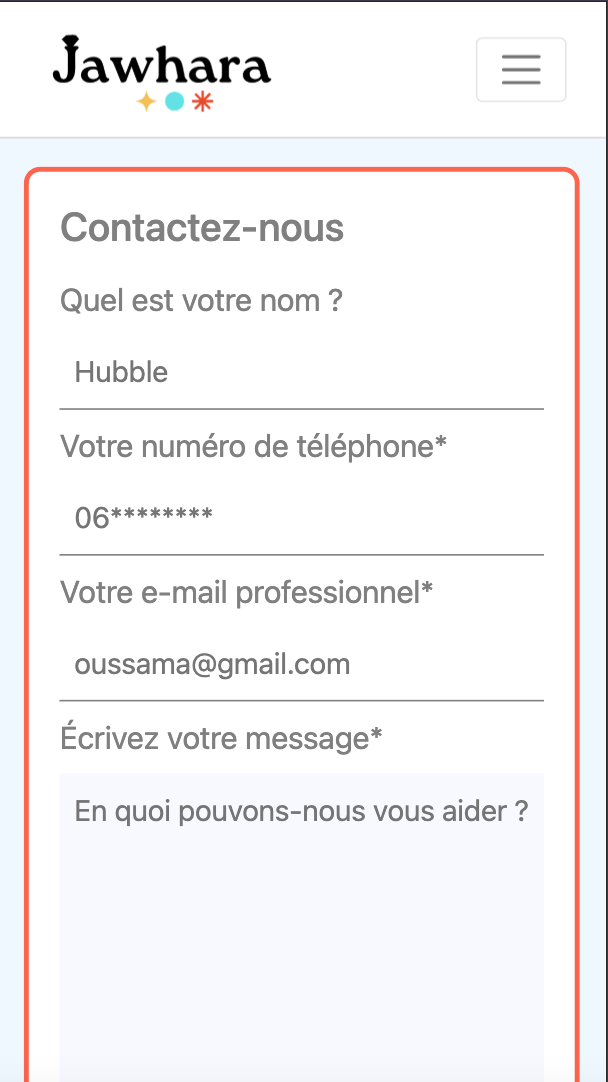 Jawhara
Contactez-nous
Quel est votre nom ?
Hubble
Votre numéro de téléphone*
06********
Votre e-mail professionnel*
oussama@gmail.com
Écrivez votre message*
En quoi pouvons-nous vous aider ?